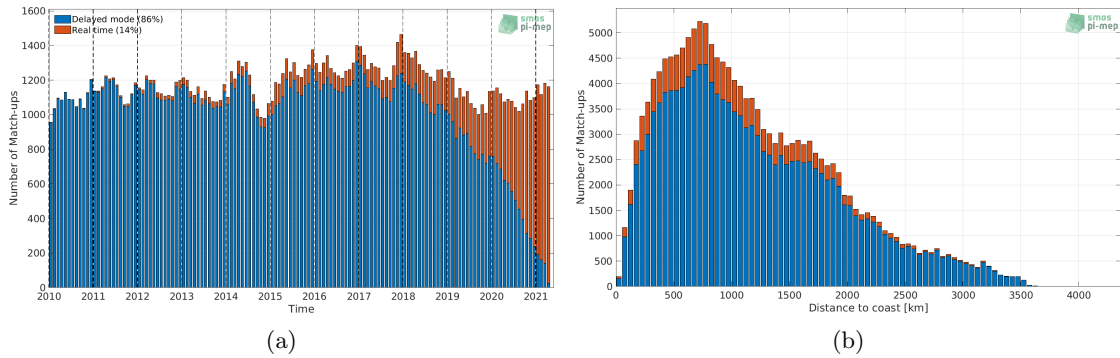 1600
1400
1200
1000
800
600
400
200
0
Number of Match-ups
Delayed mode (86%)
Real time (14%)
smos
pi-mep
2010 2011 2012 2013 2014 2015 2016 2017 2018 2019 2020 2021
Time
(a)
5000
4500
4000
3500
3000
2500
2000
1500
1000
500
0
Number of Match-ups
smos
pi-mep
0 500 1000 1500 2000 2500 3000 3500 4000
Distance to coast [km]
(b)